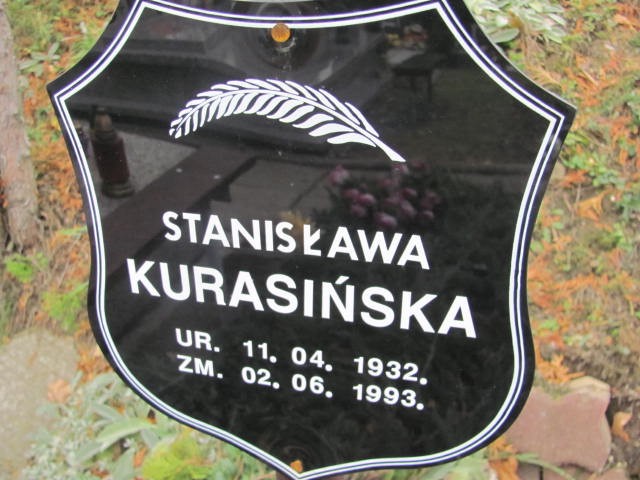 STANISŁAWA
KURASIŃSKA
UR. 11. 04. 1932.
ZM. 02. 06. 1993.